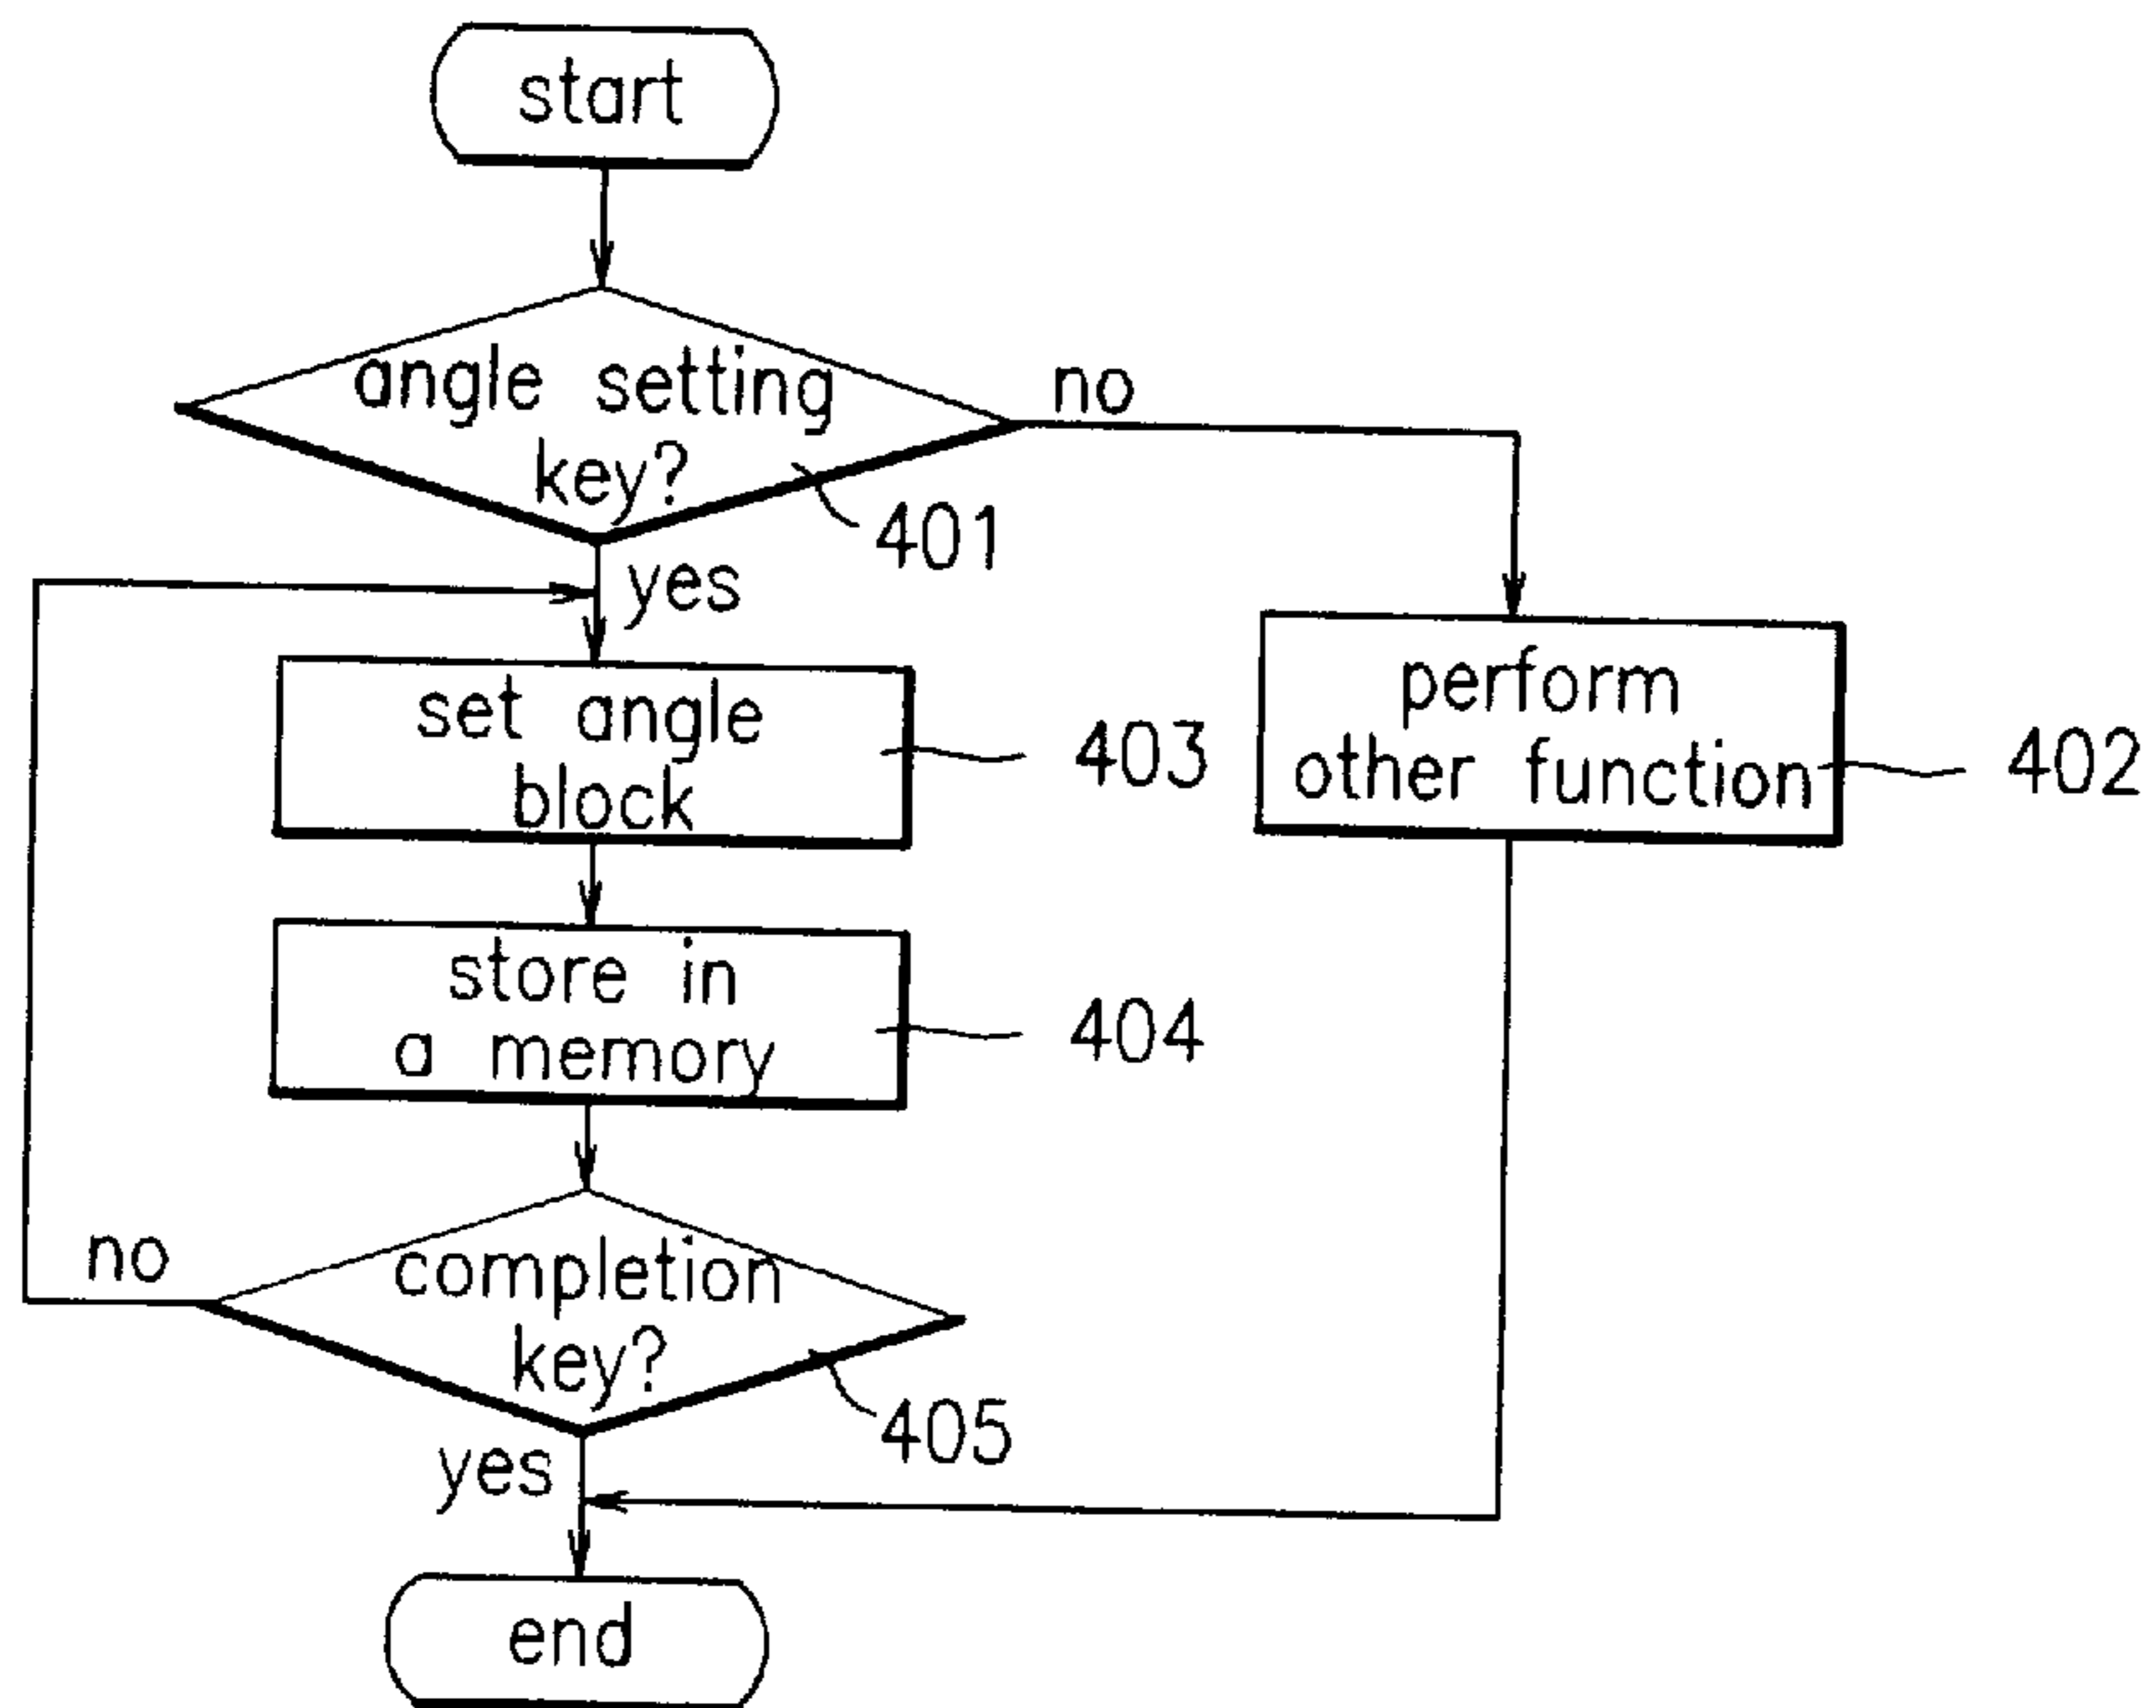 start
angle setting
key?
no
401
yes
set angle
block
403
perform
other function
402
store in
a memory
404
no
completion
key?
405
yes
end